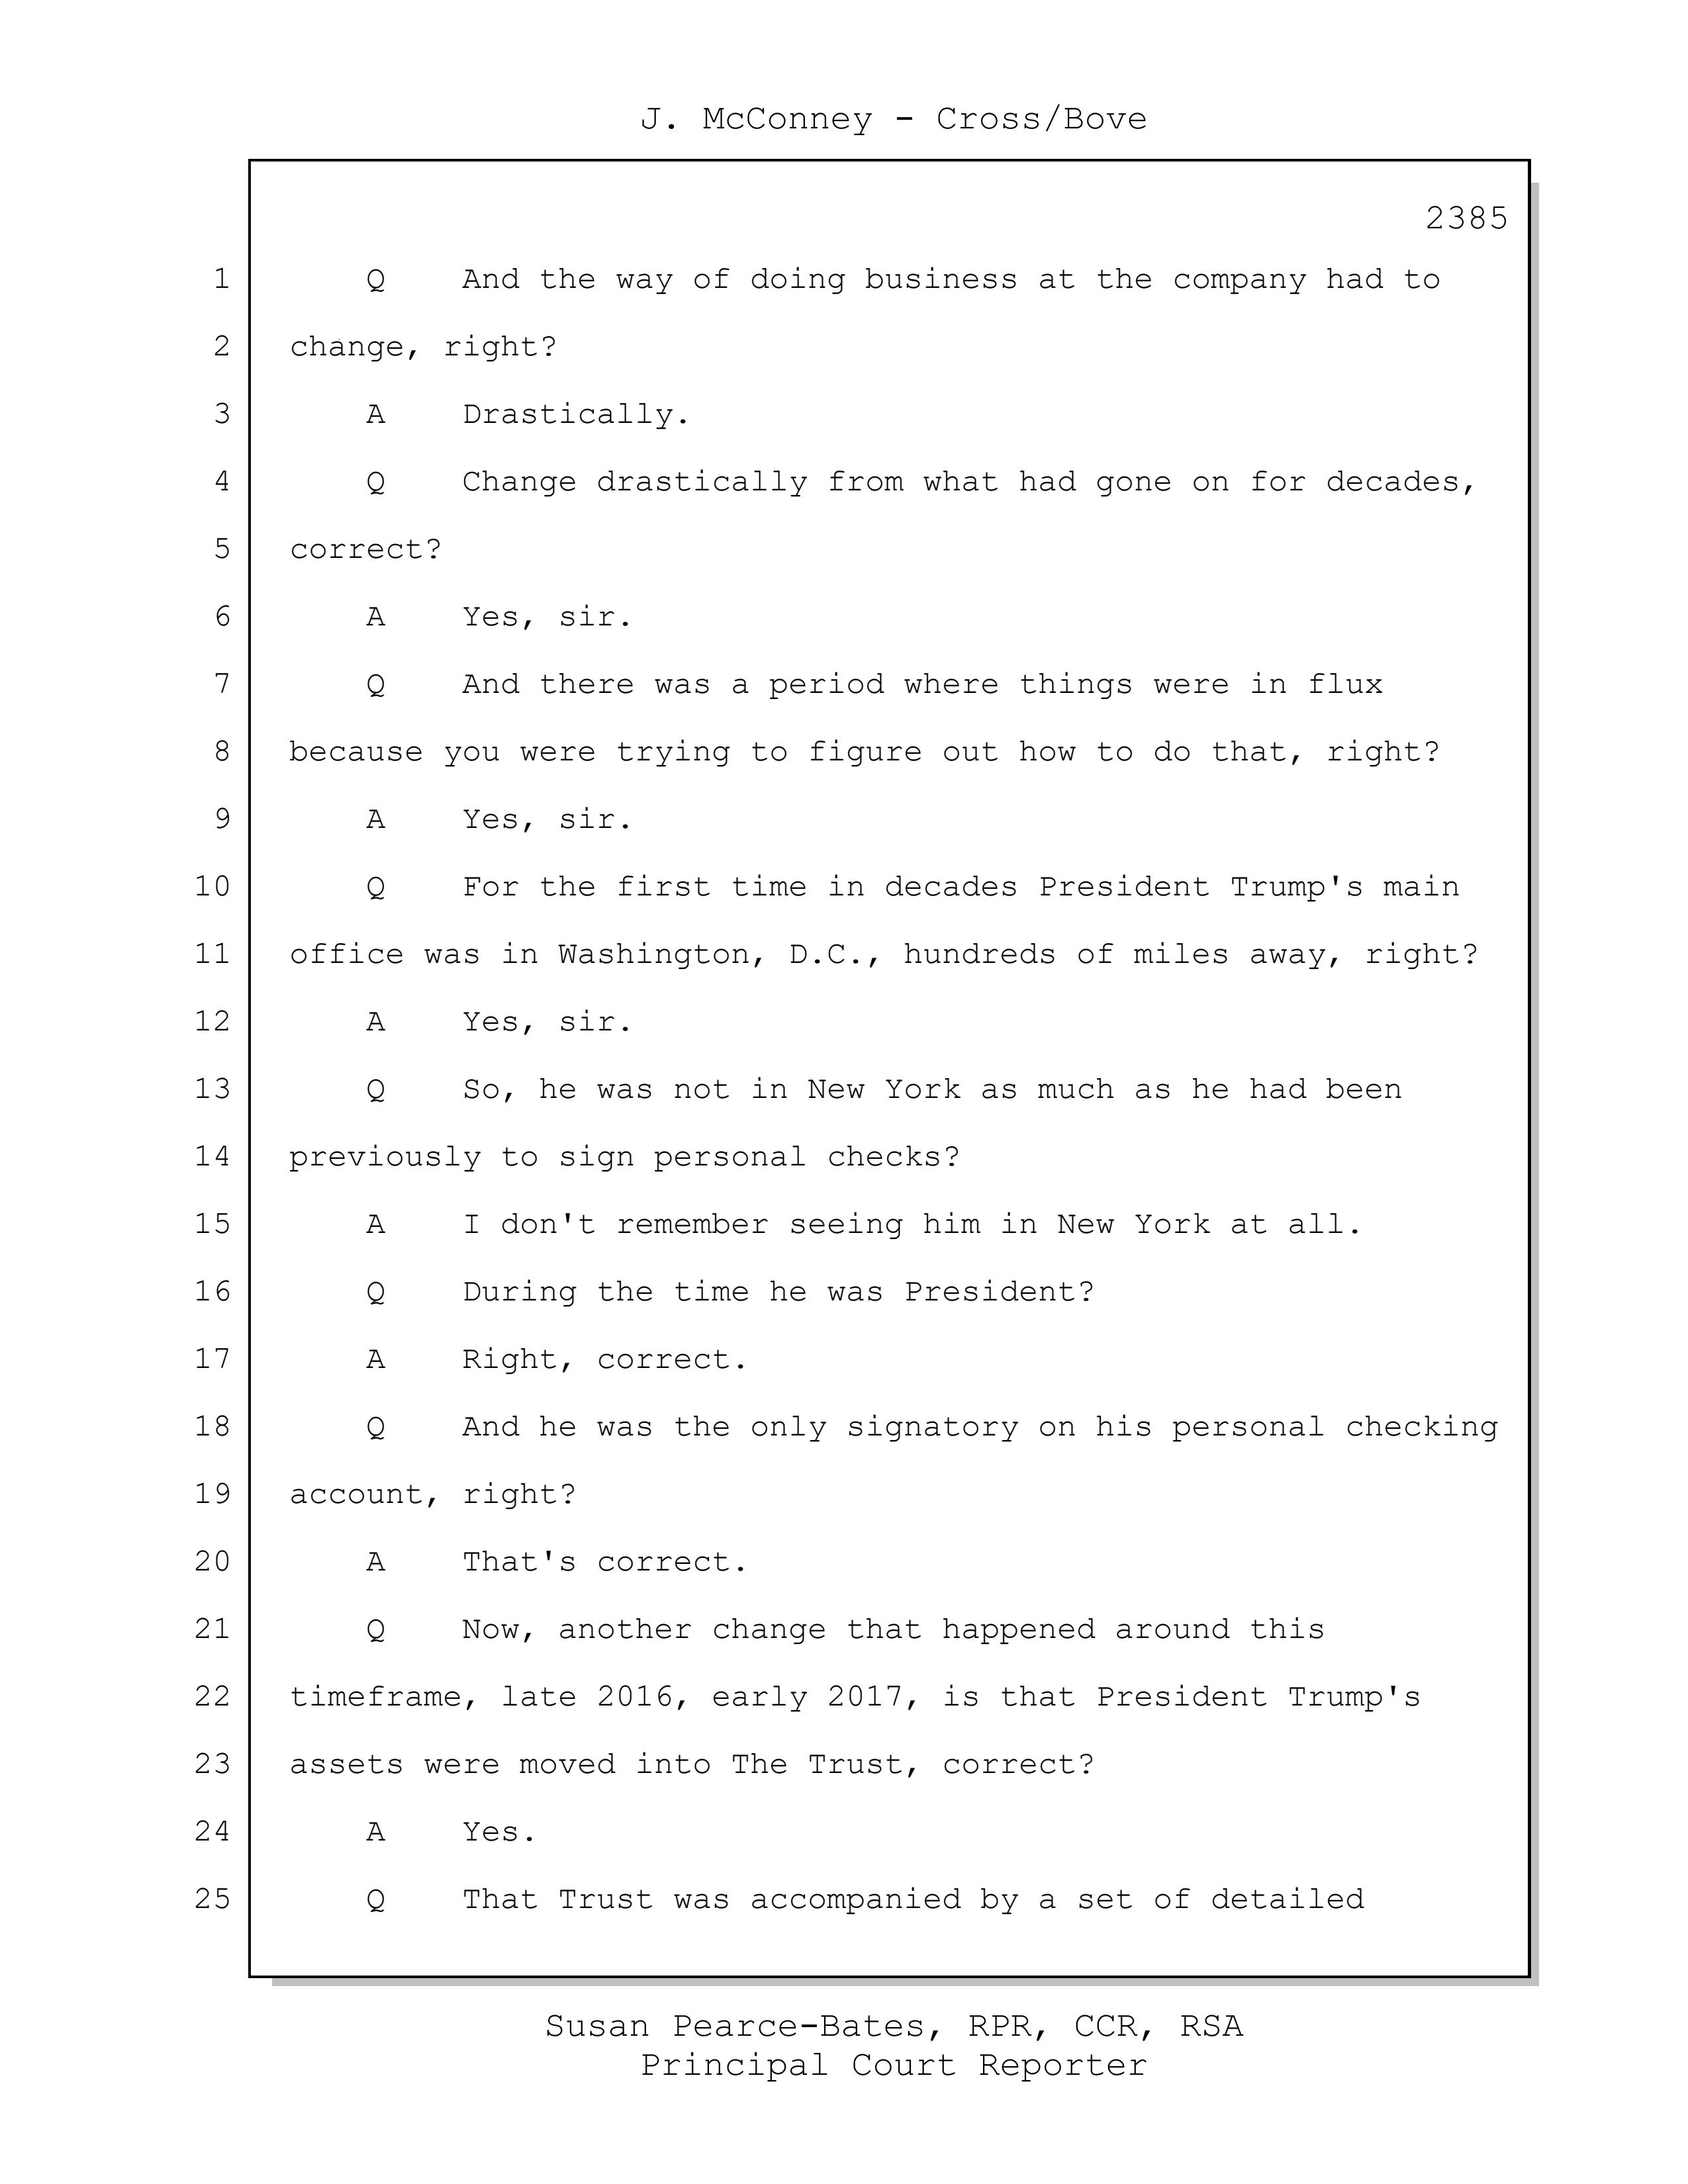 J. McConney - Cross/Bove
2385
1 Q And the way of doing business at the company had to
2 change, right?
3 A Drastically.
4 Q Change drastically from what had gone on for decades,
5 correct?
6 A Yes, sir.
7 Q And there was a period where things were in flux
8 because you were trying to figure out how to do that, right?
9 A Yes, sir.
10 Q For the first time in decades President Trump's main
11 office was in Washington, D.C., hundreds of miles away, right?
12 A Yes, sir.
13 Q So, he was not in New York as much as he had been
14 previously to sign personal checks?
15 A I don't remember seeing him in New York at all.
16 Q During the time he was President?
17 A Right, correct.
18 Q And he was the only signatory on his personal checking
19 account, right?
20 A That's correct.
21 Q Now, another change that happened around this
22 timeframe, late 2016, early 2017, is that President Trump's
23 assets were moved into The Trust, correct?
24 A Yes.
25 Q That Trust was accompanied by a set of detailed
Susan Pearce-Bates, RPR, CCR, RSA
Principal Court Reporter